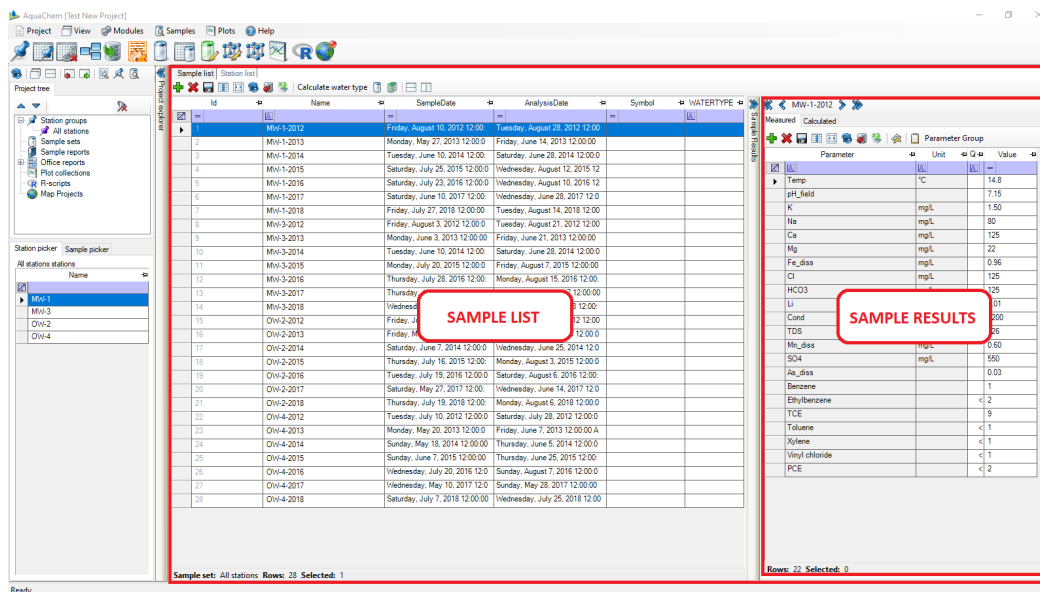 AquaChem [Test New Project]
Project View Modules Samples Plots Help
Project tree
Station groups
All stations
Sample sets
Sample reports
Office reports
Plot collections
R-scripts
Map Projects
Station picker Sample picker
All stations stations
Name
MW-1
MW-3
OW-2
OW-4
Project explorer
Sample list Station list
Calculate water type
Id Name SampleDate AnalysisDate Symbol WATERTYPE
= = = =
1 MW-1-2012 Friday, August 10, 2012 12:00: Tuesday, August 28, 2012 12:00
2 MW-1-2013 Monday, May 27, 2013 12:00:0 Friday, June 14, 2013 12:00:00
3 MW-1-2014 Tuesday, June 10, 2014 12:00: Saturday, June 28, 2014 12:00:0
4 MW-1-2015 Saturday, July 25, 2015 12:00:0 Wednesday, August 12, 2015 12
5 MW-1-2016 Saturday, July 23, 2016 12:00:0 Wednesday, August 10, 2016 12
6 MW-1-2017 Saturday, June 10, 2017 12:00: Wednesday, June 28, 2017 12:0
7 MW-1-2018 Friday, July 27, 2018 12:00:00 Tuesday, August 14, 2018 12:00
8 MW-3-2012 Friday, August 3, 2012 12:00:0 Tuesday, August 21, 2012 12:00
9 MW-3-2013 Monday, June 3, 2013 12:00:00 Friday, June 21, 2013 12:00:00
10 MW-3-2014 Tuesday, June 10, 2014 12:00: Saturday, June 28, 2014 12:00:0
11 MW-3-2015 Monday, July 20, 2015 12:00:0 Friday, August 7, 2015 12:00:00
12 MW-3-2016 Thursday, July 28, 2016 12:00: Monday, August 15, 2016 12:00:
13 MW-3-2017 Thursday, 12:00:00
14 MW-3-2018 Wednesd 12:00:
15 OW-2-2012 Friday, J 12 12:00
16 OW-2-2013 Friday, M 12:00:0
17 OW-2-2014 Saturday, June 7, 2014 12:00:0 Wednesday, June 25, 2014 12:0
18 OW-2-2015 Thursday, July 16, 2015 12:00: Monday, August 3, 2015 12:00:0
19 OW-2-2016 Tuesday, July 19, 2016 12:00:0 Saturday, August 6, 2016 12:00:
20 OW-2-2017 Saturday, May 27, 2017 12:00: Wednesday, June 14, 2017 12:0
21 OW-2-2018 Thursday, July 19, 2018 12:00: Monday, August 6, 2018 12:00:0
22 OW-4-2012 Tuesday, July 10, 2012 12:00:0 Saturday, July 28, 2012 12:00:0
23 OW-4-2013 Monday, May 20, 2013 12:00:0 Friday, June 7, 2013 12:00:00 A
24 OW-4-2014 Sunday, May 18, 2014 12:00:00 Thursday, June 5, 2014 12:00:0
25 OW-4-2015 Sunday, June 7, 2015 12:00:00 Thursday, June 25, 2015 12:00:
26 OW-4-2016 Wednesday, July 20, 2016 12:0 Sunday, August 7, 2016 12:00:0
27 OW-4-2017 Wednesday, May 10, 2017 12:0 Sunday, May 28, 2017 12:00:00
28 OW-4-2018 Saturday, July 7, 2018 12:00:00 Wednesday, July 25, 2018 12:00
SAMPLE LIST
Sample set: All stations Rows: 28 Selected: 1
Sample Results
MW-1-2012
Measured Calculated
Parameter Group
Parameter Unit Q Value
=
Temp °C 14.8
pH_field 7.15
K mg/L 1.50
Na mg/L 80
Ca mg/L 125
Mg mg/L 22
Fe_diss mg/L 0.96
Cl mg/L 125
HCO3 125
Li 01
Cond 200
TDS 26
Mn_diss mg/L 0.60
SO4 mg/L 550
As_diss 0.03
Benzene 1
Ethylbenzene < 2
TCE 9
Toluene < 1
Xylene < 1
Vinyl chloride < 1
PCE < 2
SAMPLE RESULTS
Rows: 22 Selected: 0
Ready